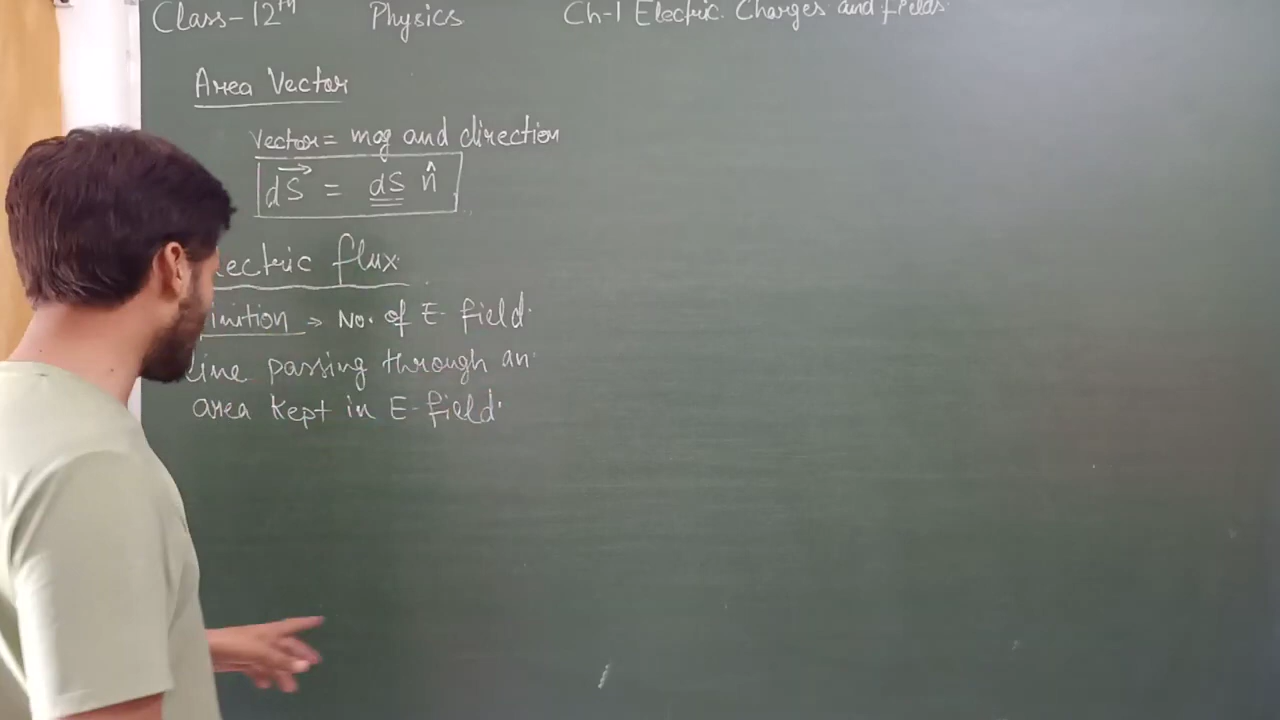 Class-12th Physics Ch-1 Electric Charges and fields
Area Vector
Vector = mag and direction
dS⃗ = dS n̂
lectric flux
inition → No. of E-field
line passing through an
area kept in E-field